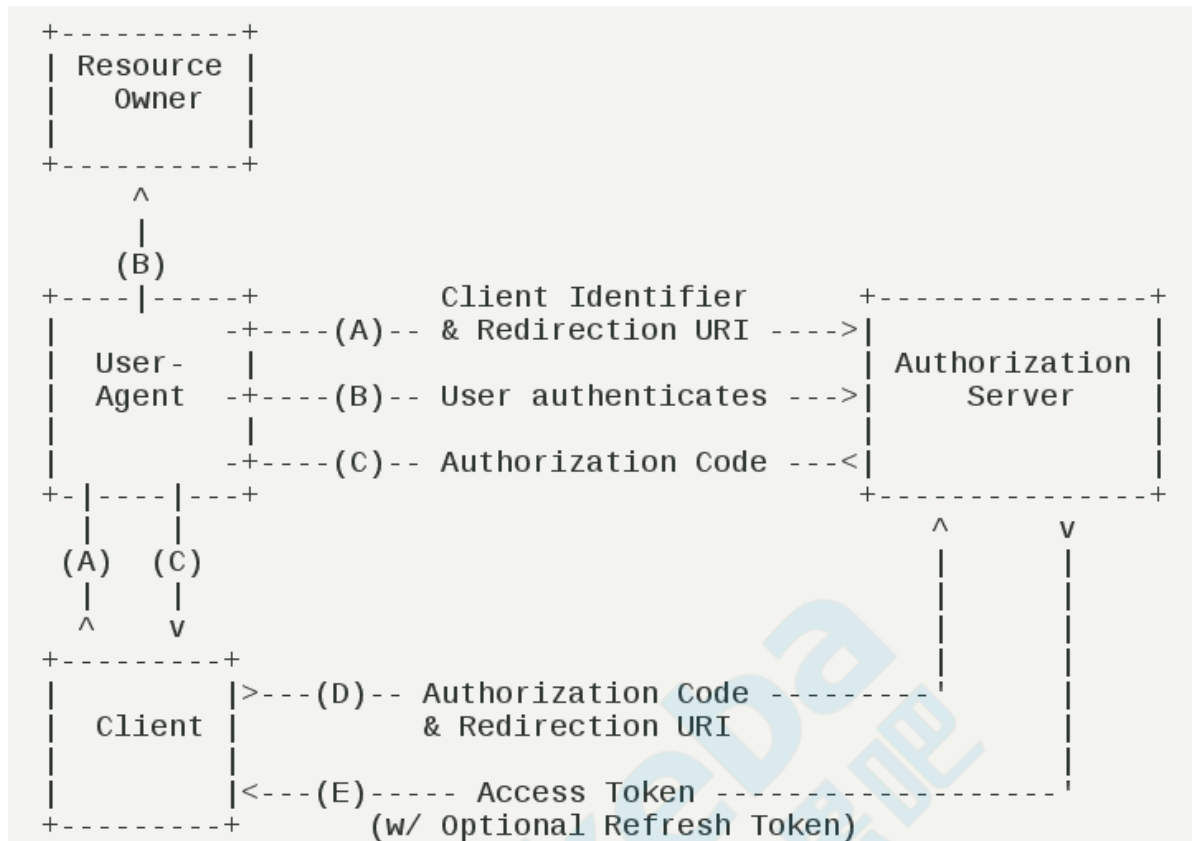 +----------+
| Resource |
|   Owner  |
|          |
+----------+
     ^
     |
    (B)
+----|-----+          Client Identifier      +---------------+
|         -+----(A)-- & Redirection URI ---->|               |
|  User-   |                                 | Authorization |
|  Agent  -+----(B)-- User authenticates --->|     Server    |
|          |                                 |               |
|         -+----(C)-- Authorization Code ---<|               |
+-|----|---+                                 +---------------+
  |    |                                         ^      v
 (A)  (C)                                        |      |
  |    |                                         |      |
  ^    v                                         |      |
+---------+                                      |      |
|         |>---(D)-- Authorization Code ---------'      |
|  Client |          & Redirection URI                  |
|         |                                             |
|         |<---(E)----- Access Token -------------------'
+---------+       (w/ Optional Refresh Token)